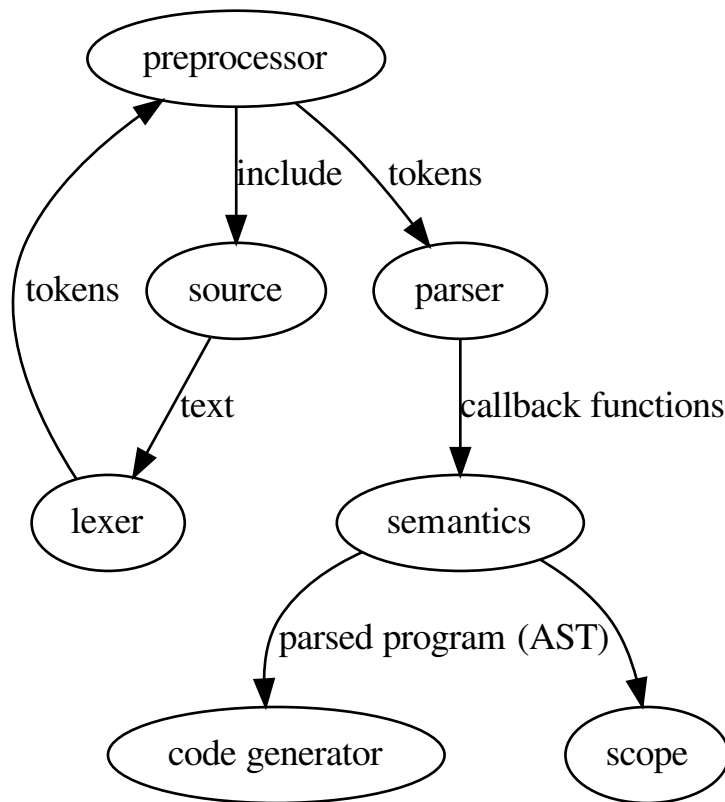 preprocessor
include
tokens
tokens
source
parser
text
callback functions
lexer
semantics
parsed program (AST)
code generator
scope